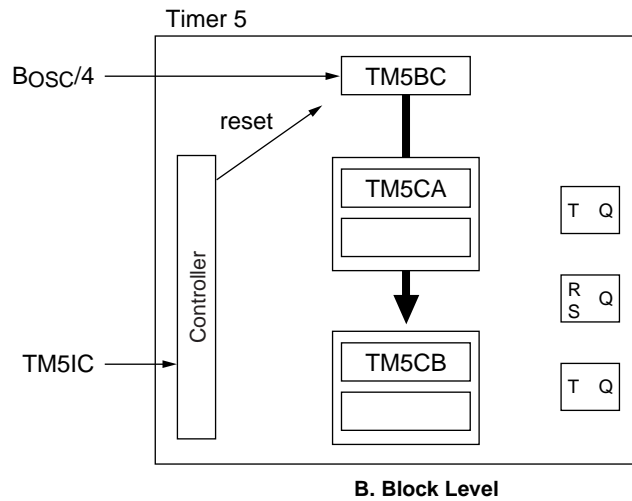 Timer 5
BOSC/4
TM5BC
reset
TM5CA
T Q
Controller
R
S Q
TM5IC
TM5CB
T Q
B. Block Level